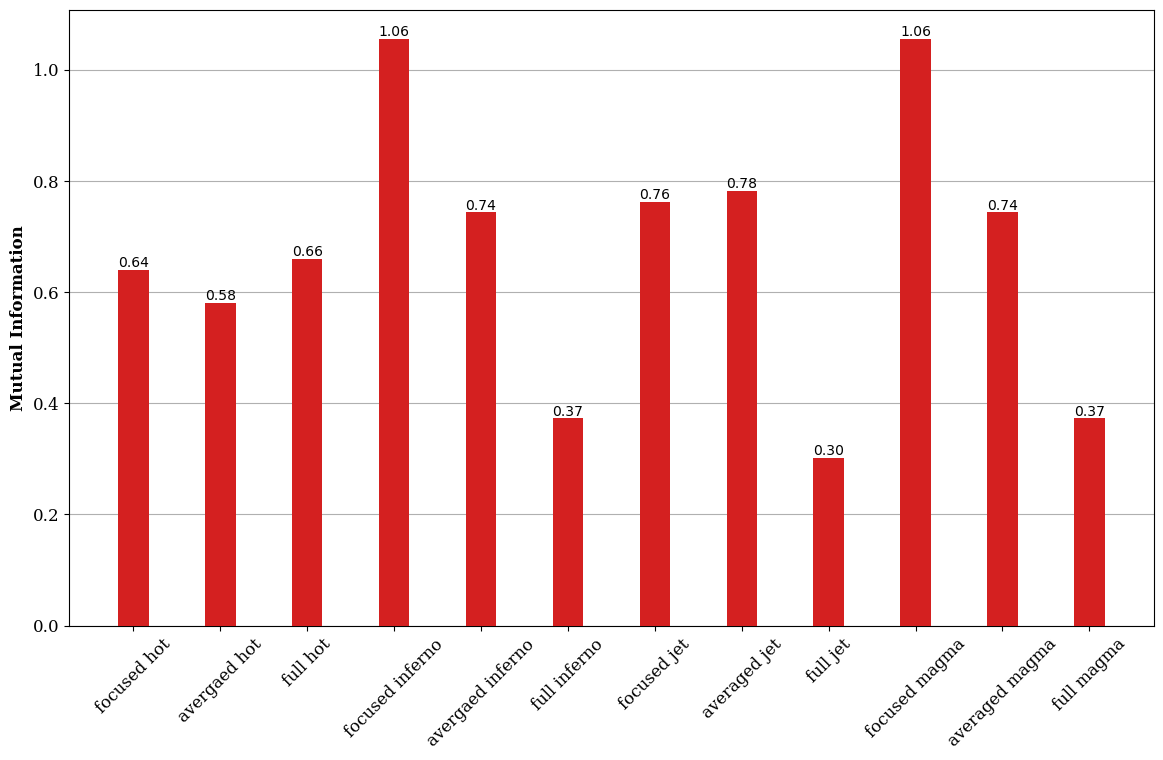 Mutual Information
1.0
0.8
0.6
0.4
0.2
0.0
0.64
0.58
0.66
1.06
0.74
0.37
0.76
0.78
0.30
1.06
0.74
0.37
focused hot
avergaed hot
full hot
focused inferno
avergaed inferno
full inferno
focused jet
averaged jet
full jet
focused magma
averaged magma
full magma